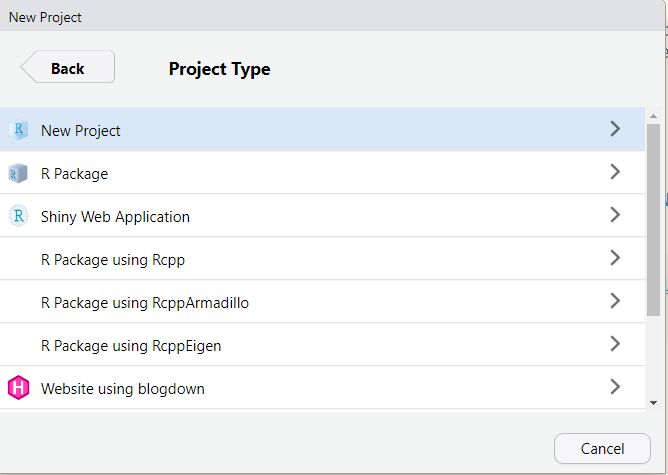 New Project
Back
Project Type
R New Project
R R Package
R Shiny Web Application
R Package using Rcpp
R Package using RcppArmadillo
R Package using RcppEigen
H Website using blogdown
Cancel